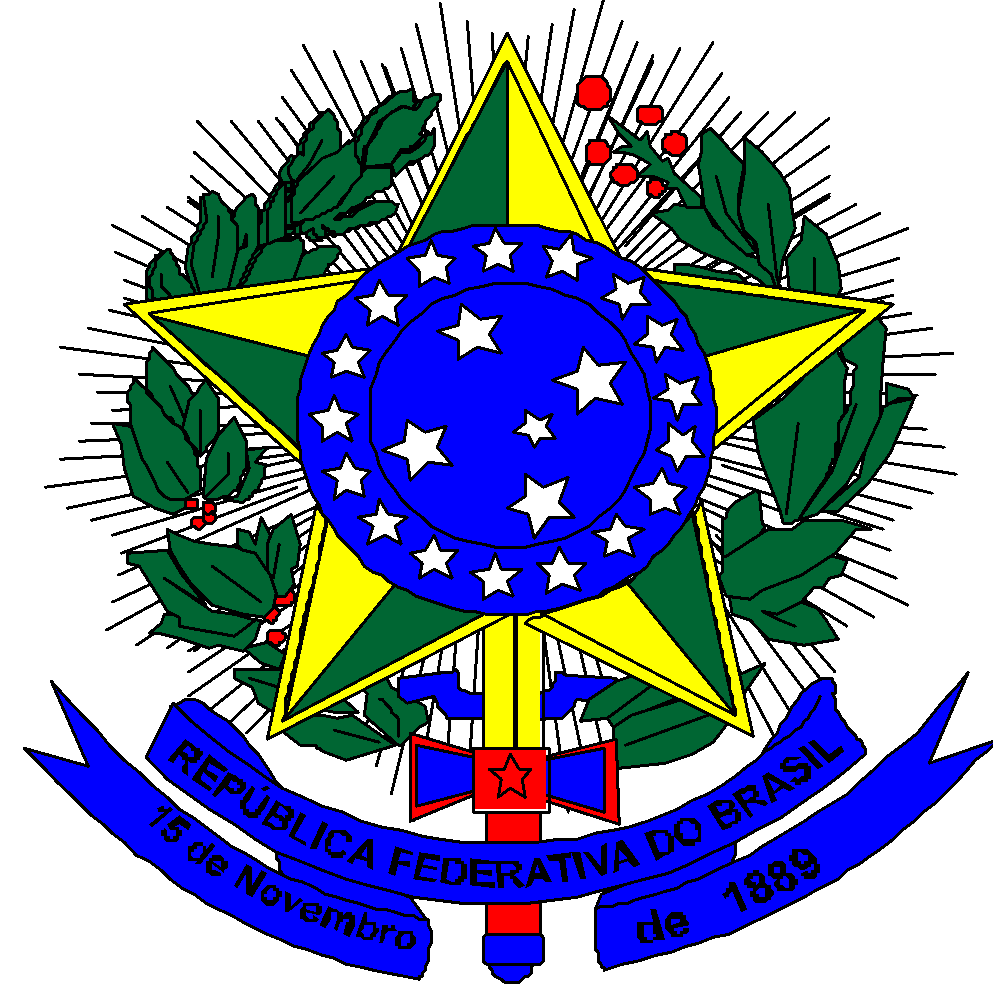 REPÚBLICA FEDERATIVA DO BRASIL
15 de Novembro de 1889